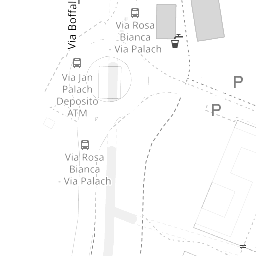 Via Boffal
Via Rosa
Bianca
- Via Palach
Via Jan
Palach
Deposito
ATM
P
P
Via Rosa
Bianca
- Via Palach